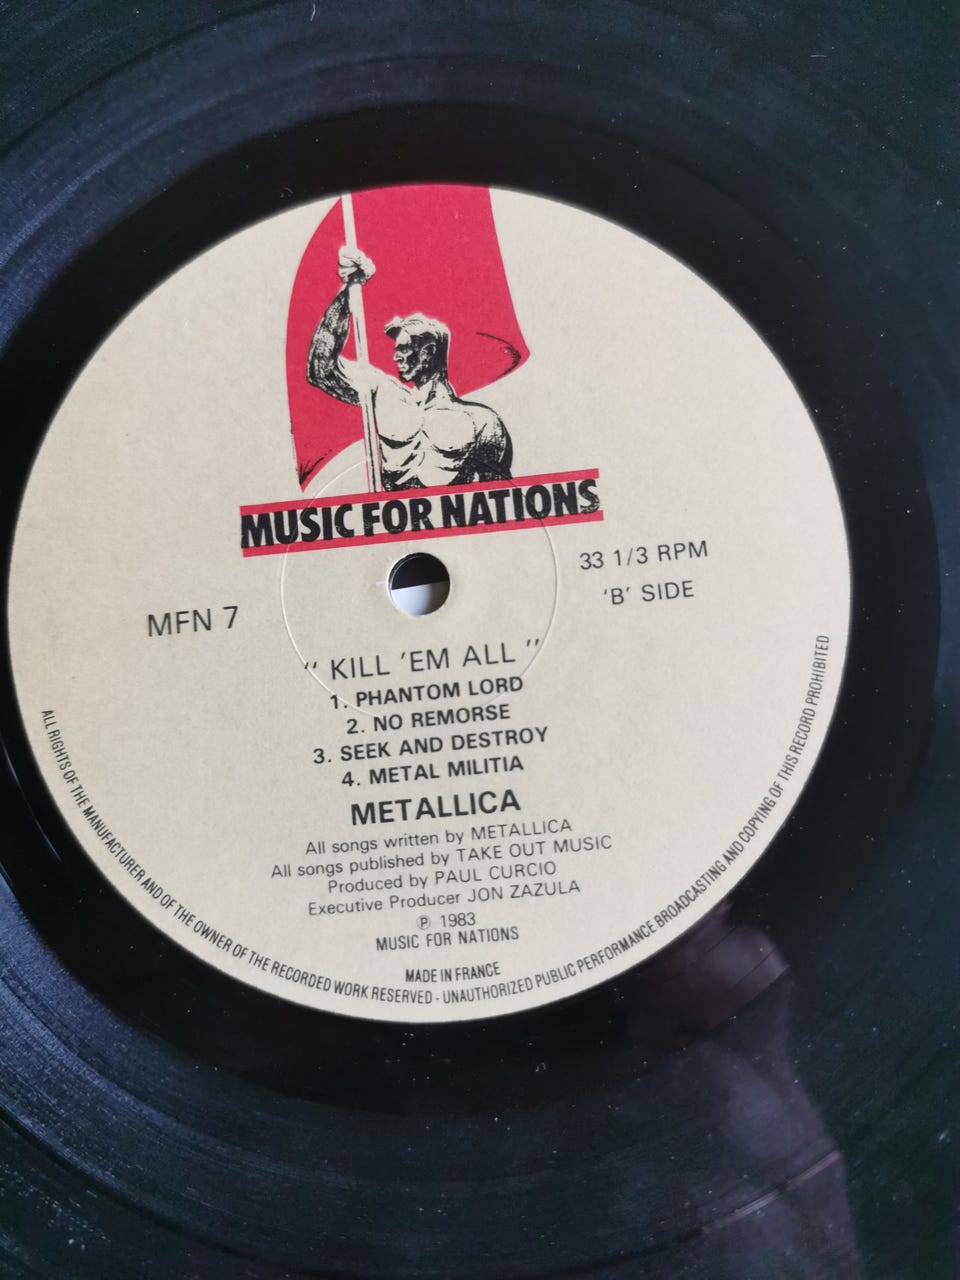 MUSIC FOR NATIONS
33 1/3 RPM
'B' SIDE
MFN 7
" KILL 'EM ALL "
1. PHANTOM LORD
2. NO REMORSE
3. SEEK AND DESTROY
4. METAL MILITIA
METALLICA
All songs written by METALLICA
All songs published by TAKE OUT MUSIC
Produced by PAUL CURCIO
Executive Producer JON ZAZULA
℗ 1983
MUSIC FOR NATIONS
MADE IN FRANCE
ALL RIGHTS OF THE MANUFACTURER AND OF THE OWNER OF THE RECORDED WORK RESERVED - UNAUTHORIZED PUBLIC PERFORMANCE BROADCASTING AND COPYING OF THIS RECORD PROHIBITED